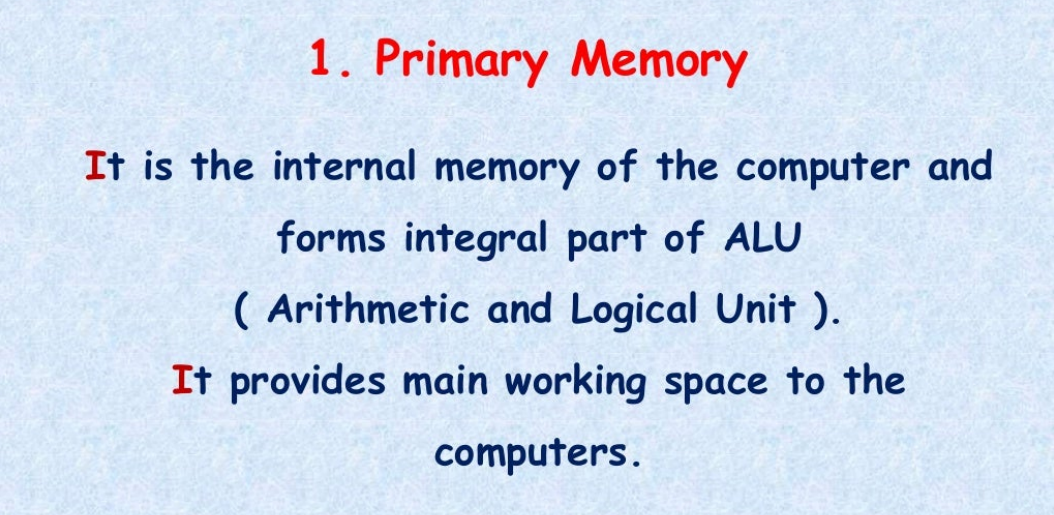 1. Primary Memory
It is the internal memory of the computer and
forms integral part of ALU
( Arithmetic and Logical Unit ).
It provides main working space to the
computers.